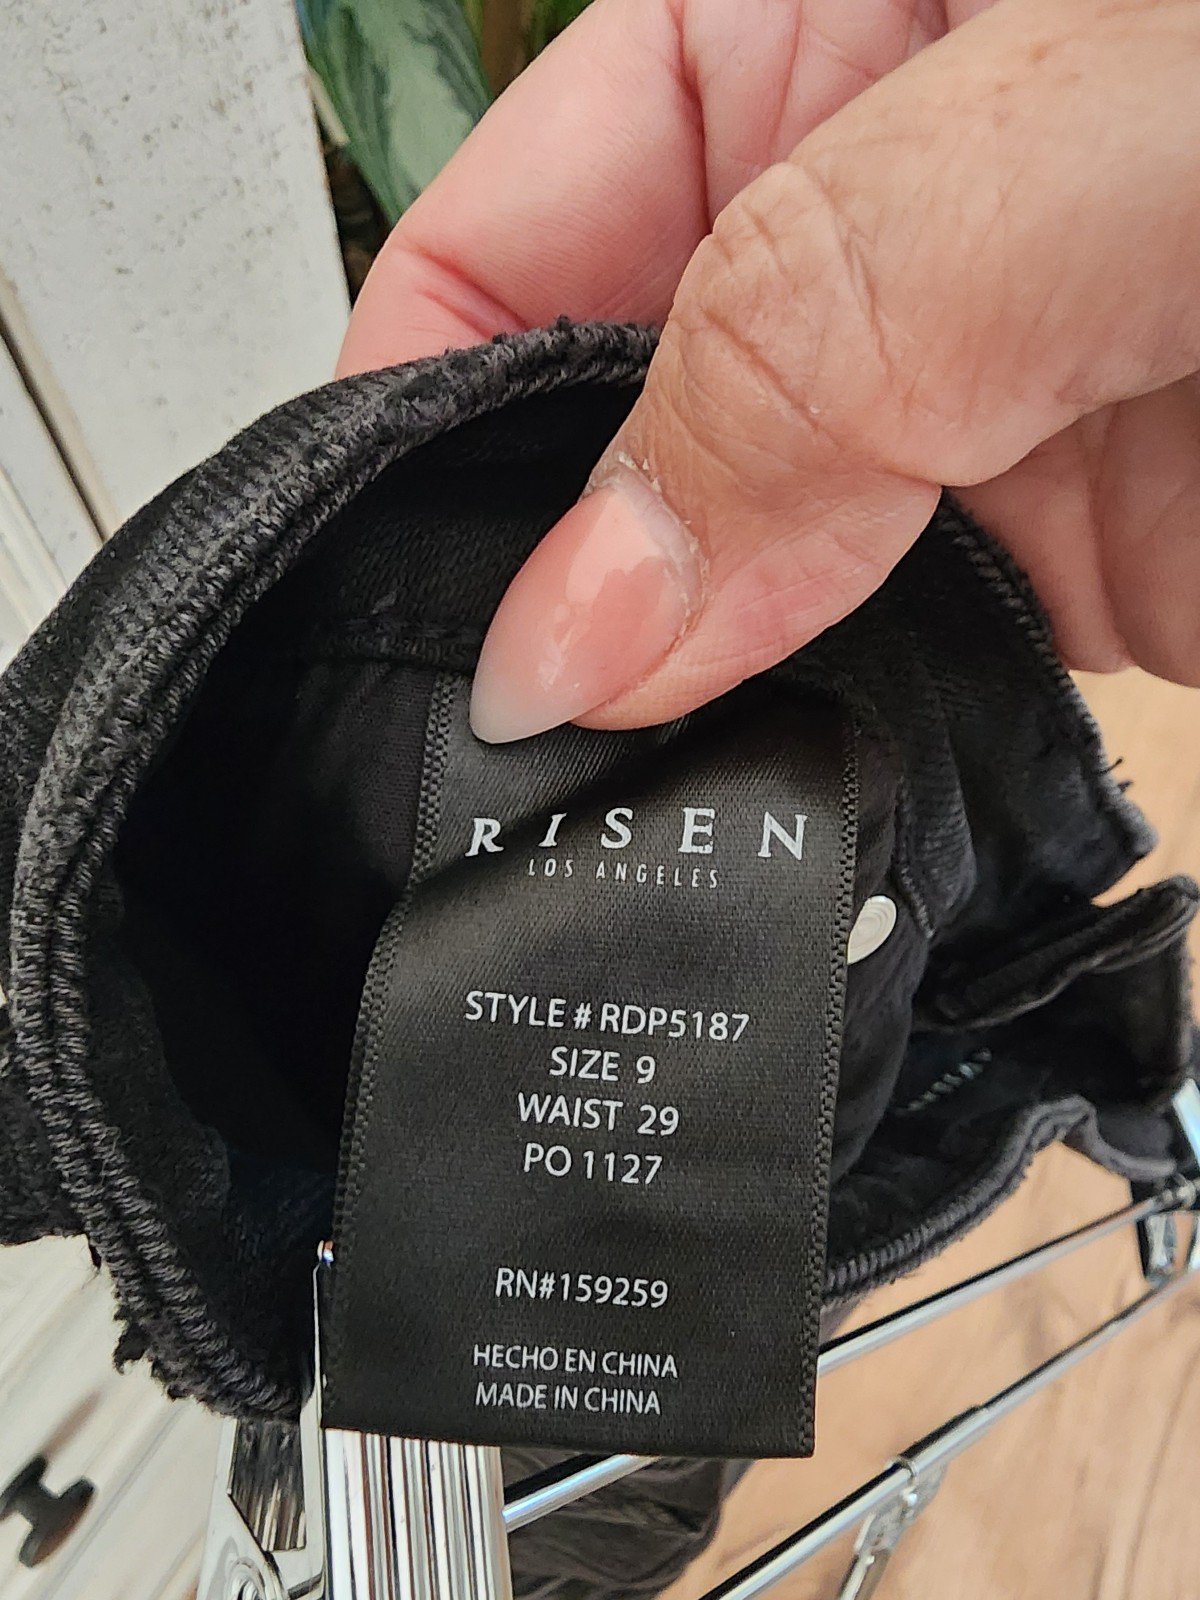 RISEN
LOS ANGELES
STYLE # RDP5187
SIZE 9
WAIST 29
PO 1127
RN#159259
HECHO EN CHINA
MADE IN CHINA